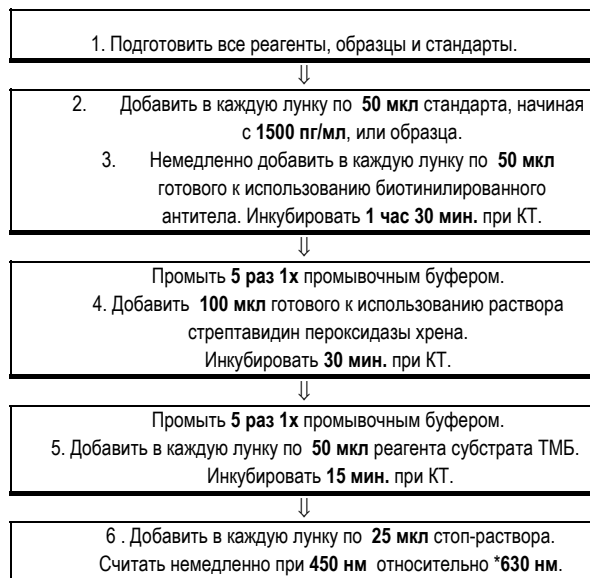 1. Подготовить все реагенты, образцы и стандарты.
⇓
2. Добавить в каждую лунку по 50 мкл стандарта, начиная
с 1500 пг/мл, или образца.
3. Немедленно добавить в каждую лунку по 50 мкл
готового к использованию биотинилированного
антитела. Инкубировать 1 час 30 мин. при КТ.
⇓
Промыть 5 раз 1x промывочным буфером.
4. Добавить 100 мкл готового к использованию раствора
стрептавидин пероксидазы хрена.
Инкубировать 30 мин. при КТ.
⇓
Промыть 5 раз 1x промывочным буфером.
5. Добавить в каждую лунку по 50 мкл реагента субстрата ТМБ.
Инкубировать 15 мин. при КТ.
⇓
6 . Добавить в каждую лунку по 25 мкл стоп-раствора.
Считать немедленно при 450 нм относительно *630 нм.